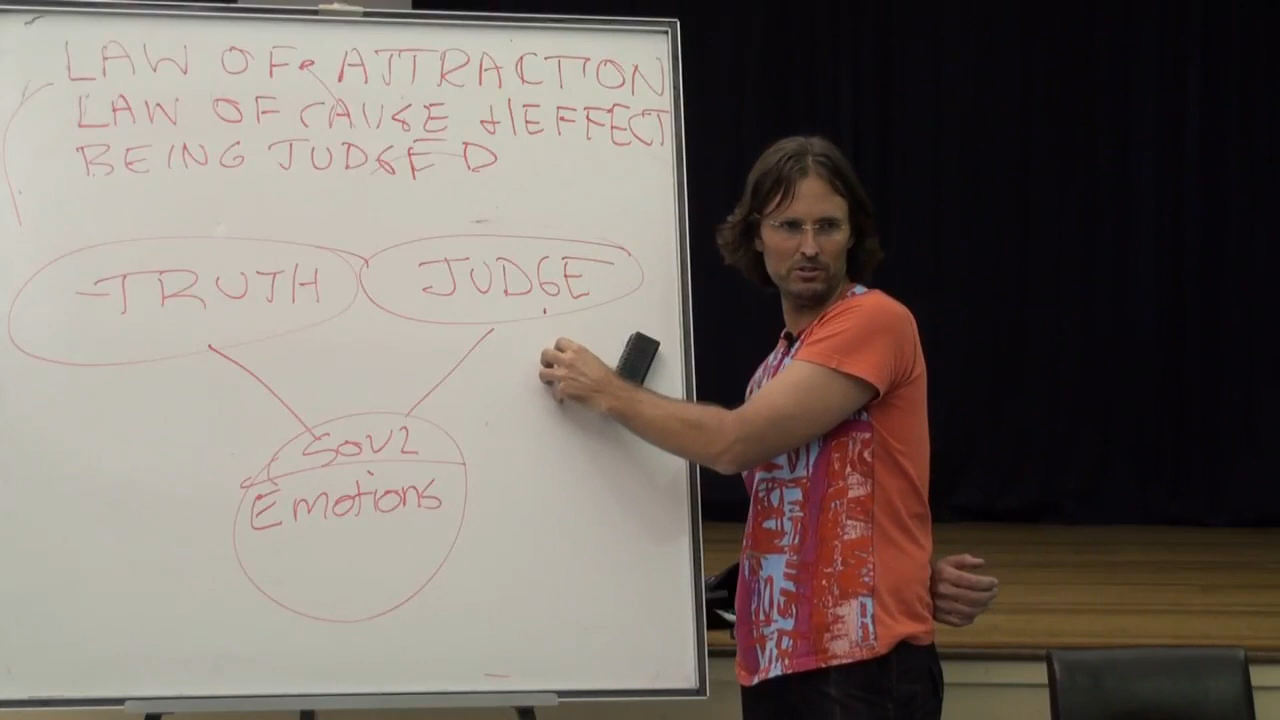 LAW OF ATTRACTION
LAW OF CAUSE + EFFECT
BEING JUDGED
TRUTH JUDGE
SOUL
Emotions